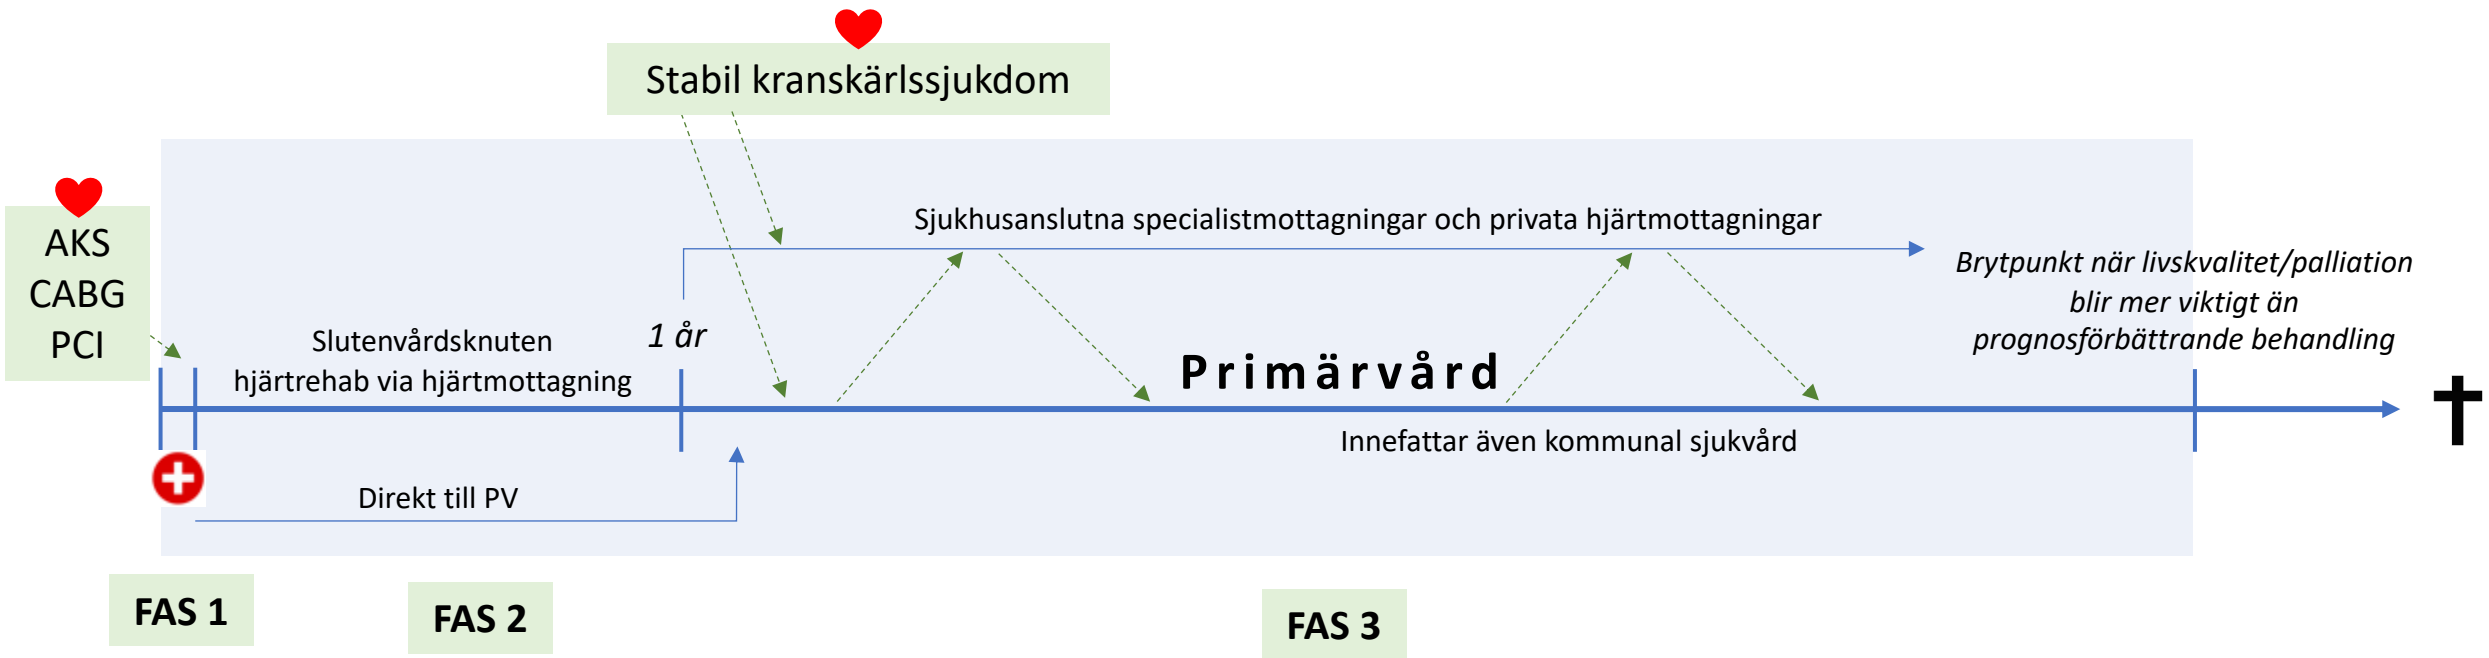 Stabil kranskärlssjukdom
AKS
CABG
PCI
Sjukhusanslutna specialistmottagningar och privata hjärtmottagningar
Brytpunkt när livskvalitet/palliation
blir mer viktigt än
prognosförbättrande behandling
Slutenvårdsknuten
hjärtrehab via hjärtmottagning
1 år
Primärvård
Innefattar även kommunal sjukvård
Direkt till PV
FAS 1
FAS 2
FAS 3